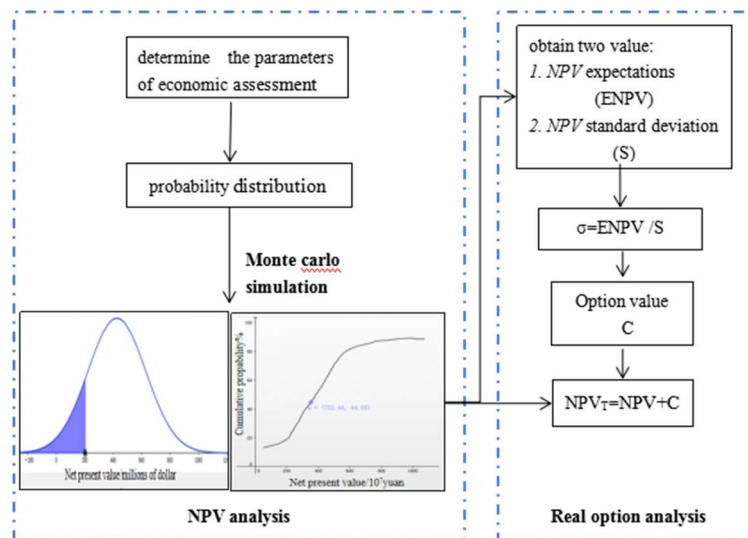 determine the parameters
of economic assessment
probability distribution
Monte carlo
simulation
Net present value/millions of dollar
Cumulative propability%
Net present value/10⁷yuan
NPV analysis
obtain two value:
1. NPV expectations
(ENPV)
2. NPV standard deviation
(S)
σ=ENPV /S
Option value
C
NPVT=NPV+C
Real option analysis